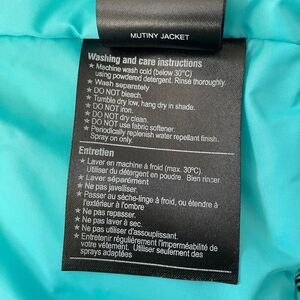 MUTINY JACKET
Washing and care instructions
★ Machine wash cold (below 30°C)
using powdered detergent. Rinse thoroughly.
★ Wash separately
★ DO NOT bleach
★ Tumble dry low, hang dry in shade.
★ DO NOT iron.
★ DO NOT dry clean.
★ DO NOT use fabric softener.
★ Periodically replenish water repellant finish.
Spray on only.
Entretien
★ Laver en machine à froid (max. 30ºC).
Utiliser du détergent en poudre. Bien rincer
★ Laver séparément
★ Ne pas javelliser.
★ Passer au sèche-linge à froid, ou étendre à
l'extérieur à l'ombre
★ Ne pas repasser.
★ Ne pas laver à sec.
★ Ne pas utiliser d'assouplissant.
★ Entretenir régulièrement l'imperméabilité de
votre vêtement. Utiliser seulement des
sprays adaptées